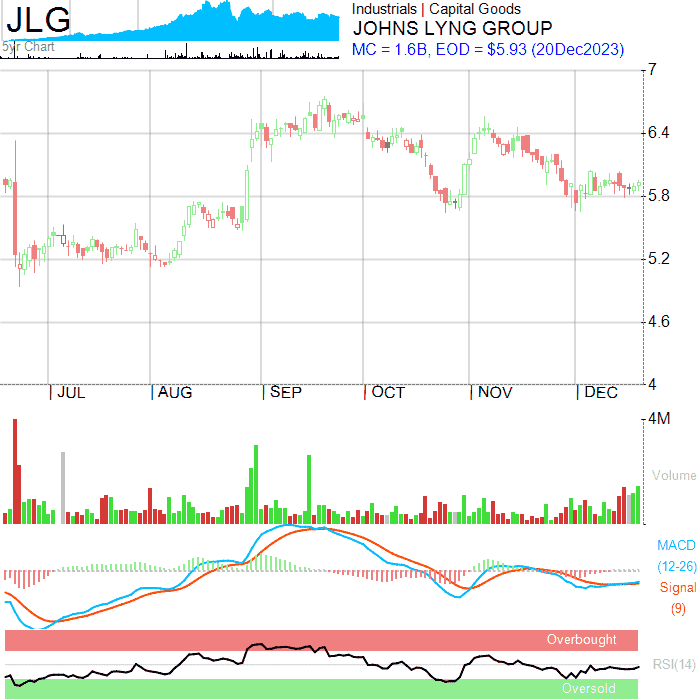 JLG
5yr Chart
Industrials | Capital Goods
JOHNS LYNG GROUP
MC = 1.6B, EOD = $5.93 (20Dec2023)
7
6.4
5.8
5.2
4.6
4
JUL AUG SEP OCT NOV DEC
4M
Volume
MACD
(12-26)
Signal
(9)
Overbought
RSI(14)
Oversold